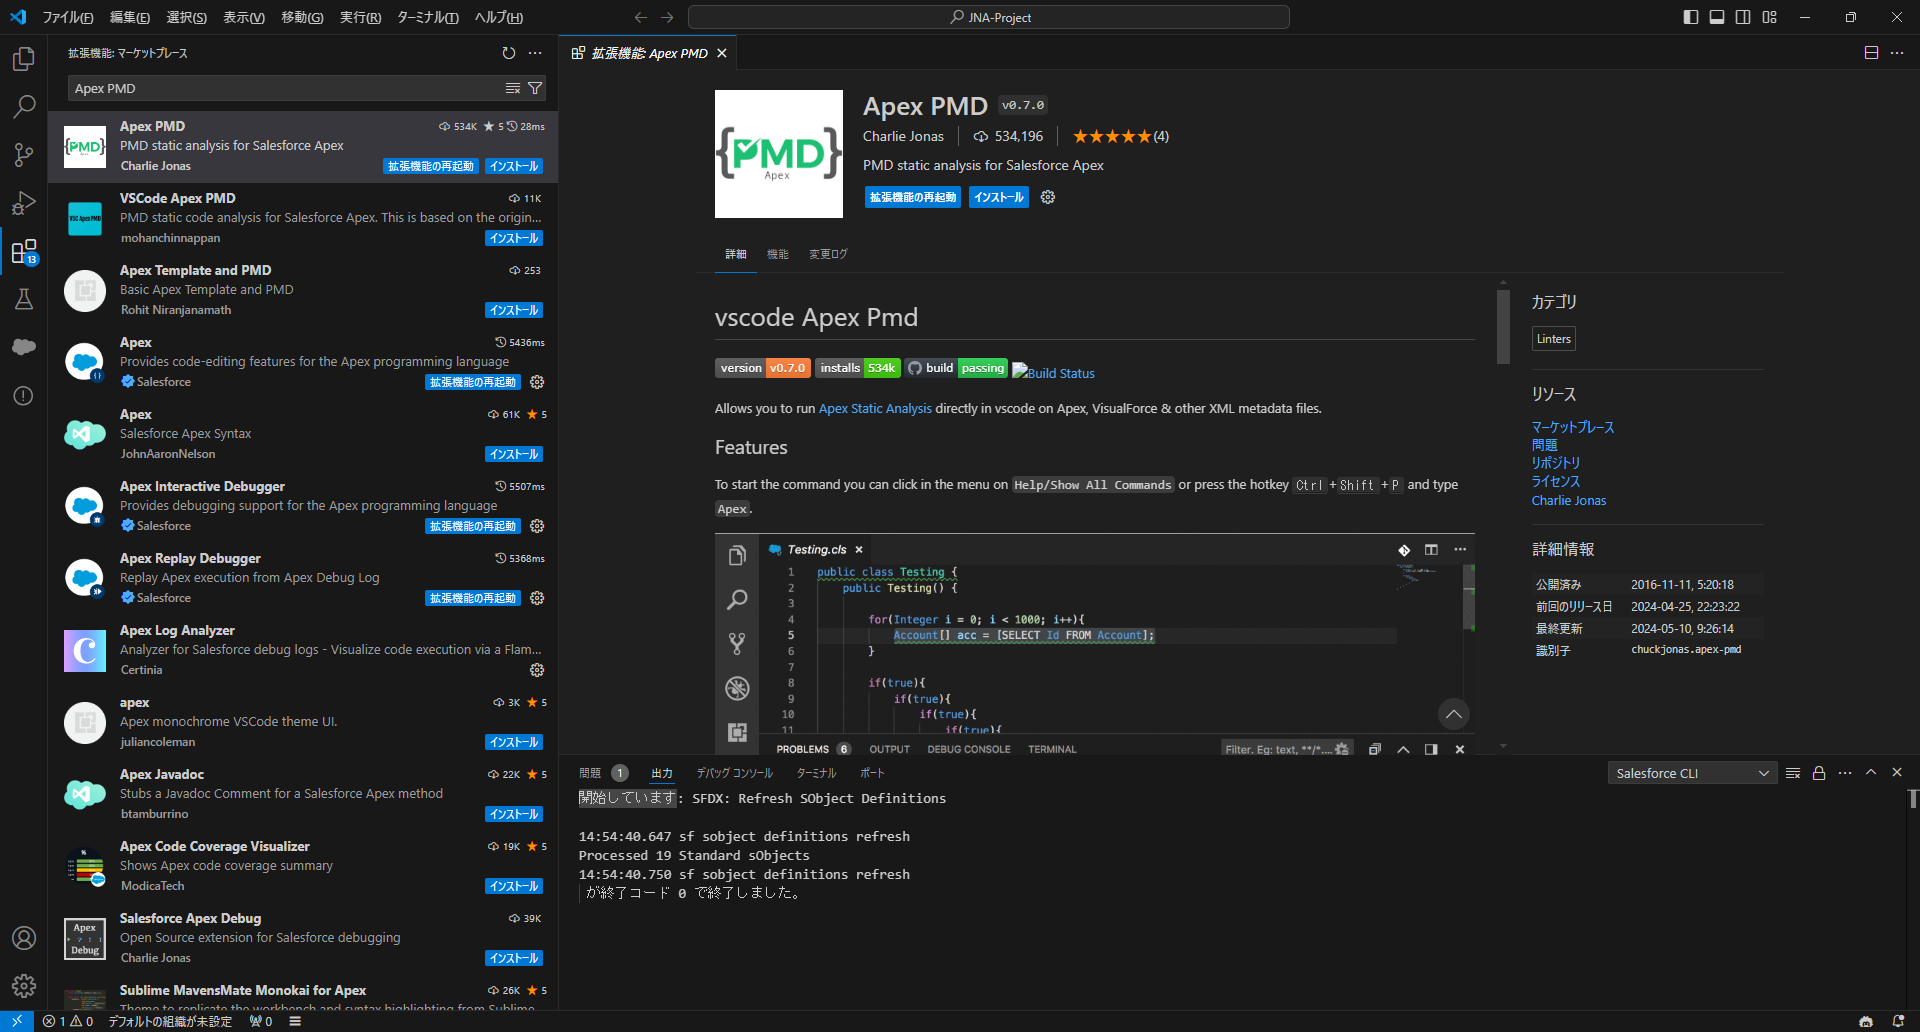 ファイル(F) 編集(E) 選択(S) 表示(V) 移動(G) 実行(R) ターミナル(T) ヘルプ(H)
JNA-Project
拡張機能: マーケットプレース
Apex PMD
Apex PMD 534K 5 28ms
PMD static analysis for Salesforce Apex
Charlie Jonas 拡張機能の再起動 インストール
VSCode Apex PMD 11K
PMD static code analysis for Salesforce Apex. This is based on the origin...
mohanchinnappan インストール
Apex Template and PMD 253
Basic Apex Template and PMD
Rohit Niranjanamath インストール
Apex 5436ms
Provides code-editing features for the Apex programming language
Salesforce 拡張機能の再起動
Apex 61K 5
Salesforce Apex Syntax
JohnAaronNelson インストール
Apex Interactive Debugger 5507ms
Provides debugging support for the Apex programming language
Salesforce 拡張機能の再起動
Apex Replay Debugger 5368ms
Replay Apex execution from Apex Debug Log
Salesforce 拡張機能の再起動
Apex Log Analyzer
Analyzer for Salesforce debug logs - Visualize code execution via a Flam...
Certinia
apex 3K 5
Apex monochrome VSCode theme UI.
juliancoleman インストール
Apex Javadoc 22K 5
Stubs a Javadoc Comment for a Salesforce Apex method
btamburrino インストール
Apex Code Coverage Visualizer 19K 5
Shows Apex code coverage summary
ModicaTech インストール
Salesforce Apex Debug 39K
Open Source extension for Salesforce debugging
Charlie Jonas インストール
Sublime MavensMate Monokai for Apex 26K 5
Theme to replicate the workbench and syntax highlighting from Sublime
13
拡張機能: Apex PMD
{PMD}
Apex
Apex PMD v0.7.0
Charlie Jonas 534,196 (4)
PMD static analysis for Salesforce Apex
拡張機能の再起動 インストール
詳細 機能 変更ログ
vscode Apex Pmd
version v0.7.0 installs 534k build passing Build Status
Allows you to run Apex Static Analysis directly in vscode on Apex, VisualForce & other XML metadata files.
Features
To start the command you can click in the menu on Help/Show All Commands or press the hotkey Ctrl+Shift+P and type
Apex.
Testing.cls
1 public class Testing {
2 public Testing() {
3
4 for(Integer i = 0; i < 1000; i++){
5 Account[] acc = [SELECT Id FROM Account];
6 }
7
8 if(true){
9 if(true){
10 if(true){
11 if(true){
PROBLEMS 6 OUTPUT DEBUG CONSOLE TERMINAL Filter. Eg: text, **/*....
カテゴリ
Linters
リソース
マーケットプレース
問題
リポジトリ
ライセンス
Charlie Jonas
詳細情報
公開済み 2016-11-11, 5:20:18
前回のリリース日 2024-04-25, 22:23:22
最終更新 2024-05-10, 9:26:14
識別子 chuckjonas.apex-pmd
問題 1 出力 デバッグ コンソール ターミナル ポート Salesforce CLI
開始しています: SFDX: Refresh SObject Definitions
14:54:40.647 sf sobject definitions refresh
Processed 19 Standard sObjects
14:54:40.750 sf sobject definitions refresh
が終了コード 0 で終了しました。
1 0 デフォルトの組織が未設定 0